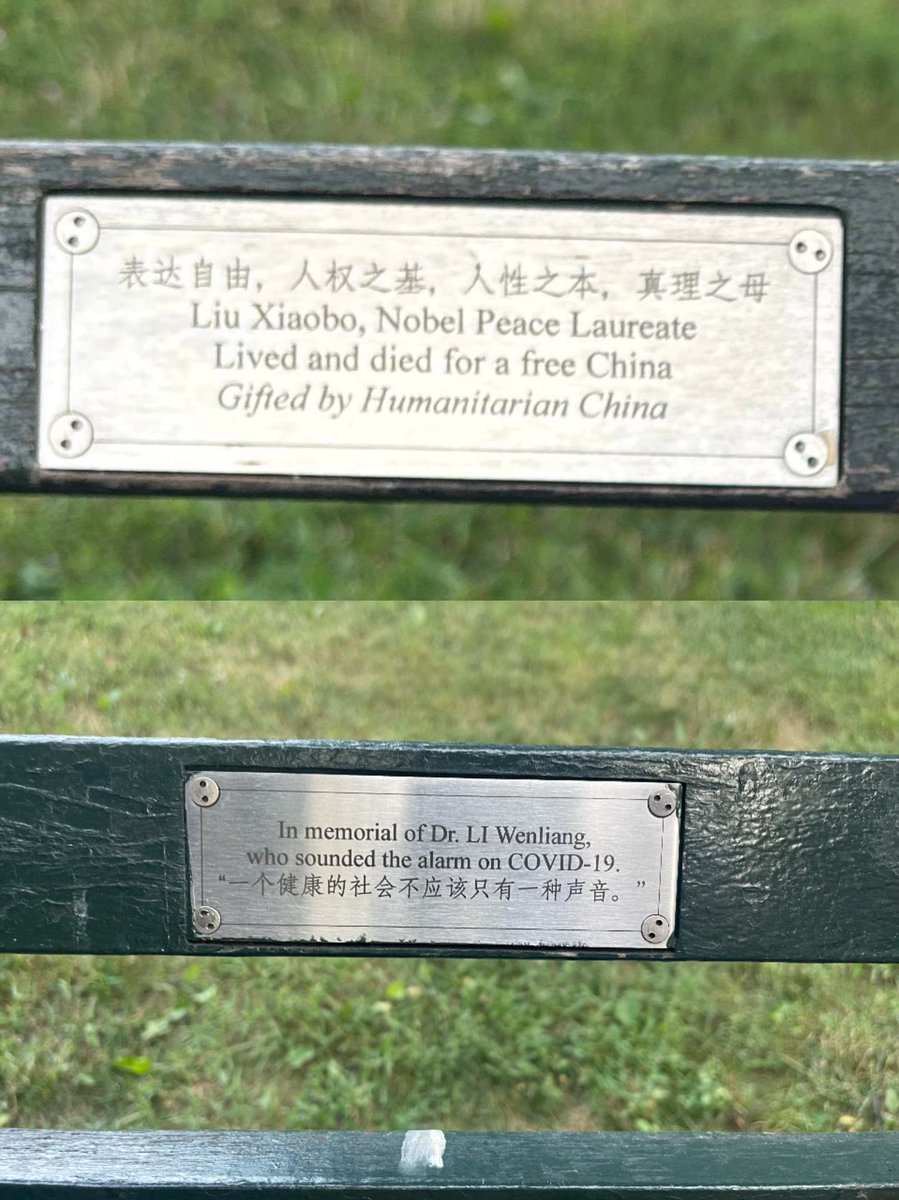 表达自由，人权之基，人性之本，真理之母
Liu Xiaobo, Nobel Peace Laureate
Lived and died for a free China
Gifted by Humanitarian China
In memorial of Dr. LI Wenliang,
who sounded the alarm on COVID-19.
“一个健康的社会不应该只有一种声音。”